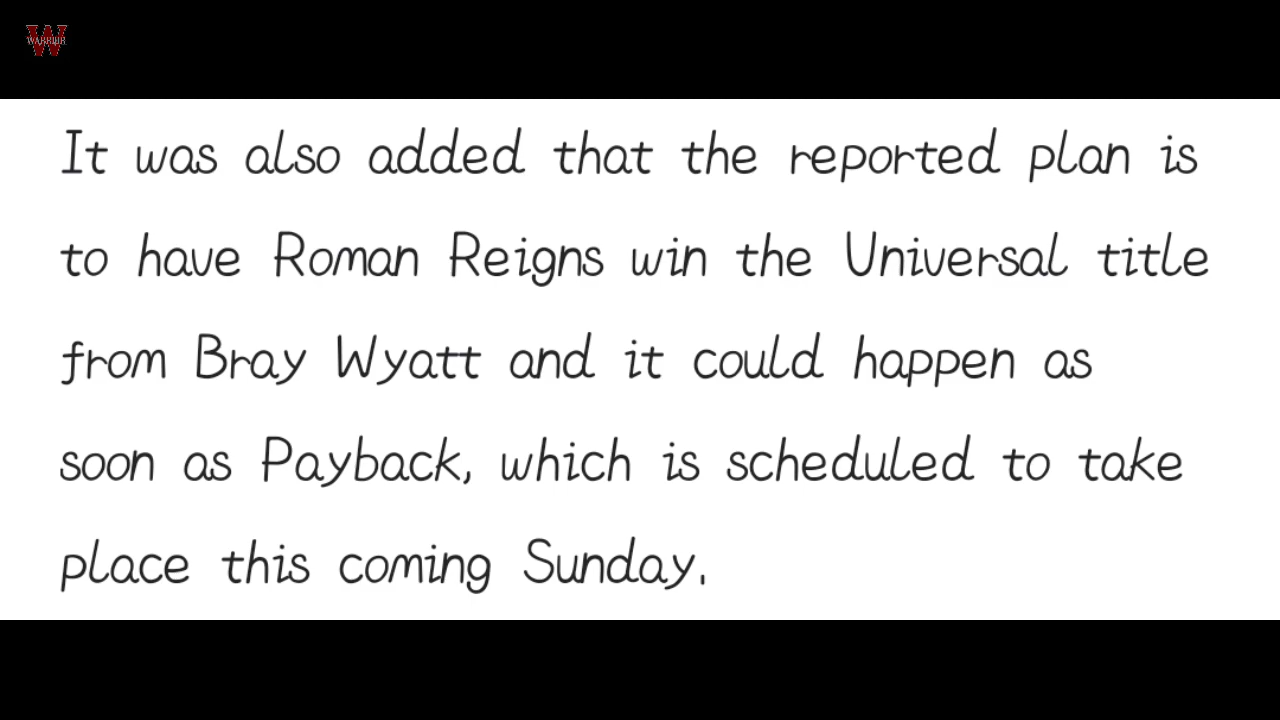 WARRIOR
It was also added that the reported plan is
to have Roman Reigns win the Universal title
from Bray Wyatt and it could happen as
soon as Payback, which is scheduled to take
place this coming Sunday.